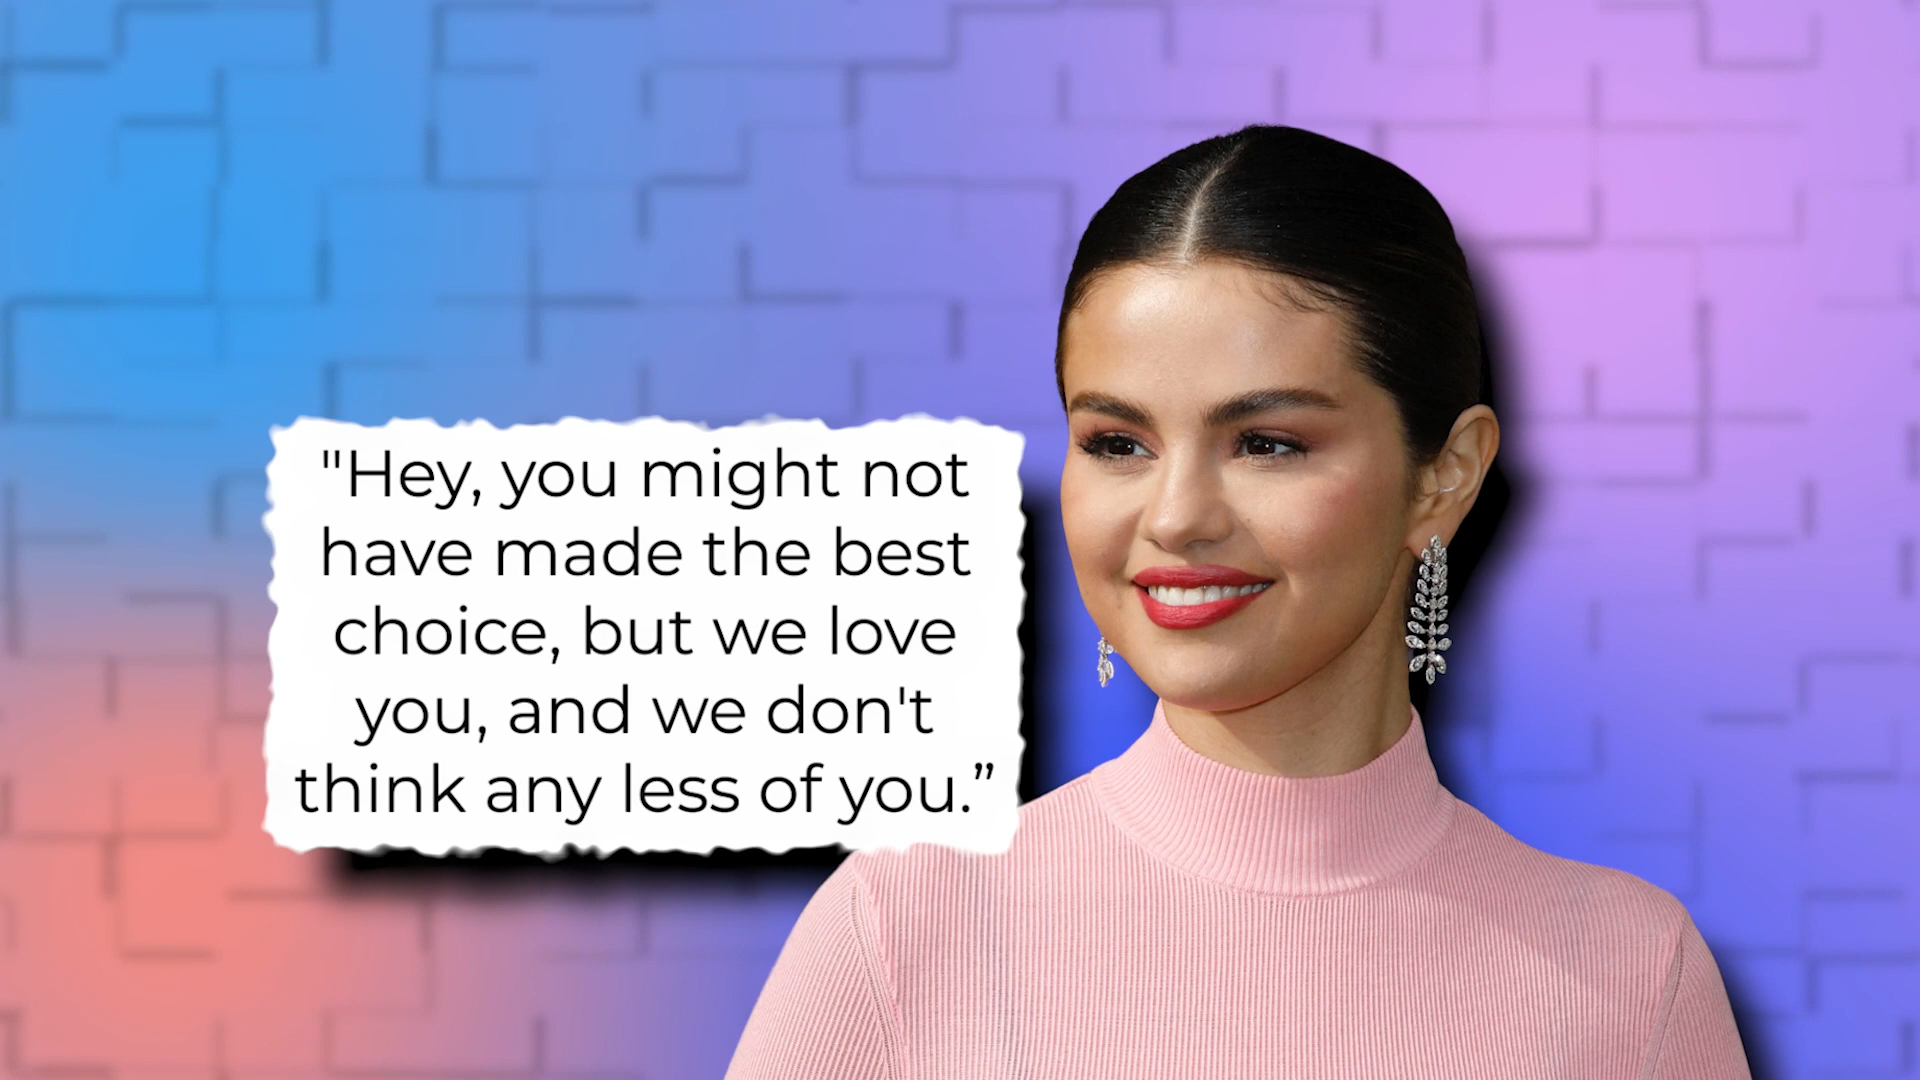 "Hey, you might not
have made the best
choice, but we love
you, and we don't
think any less of you.”